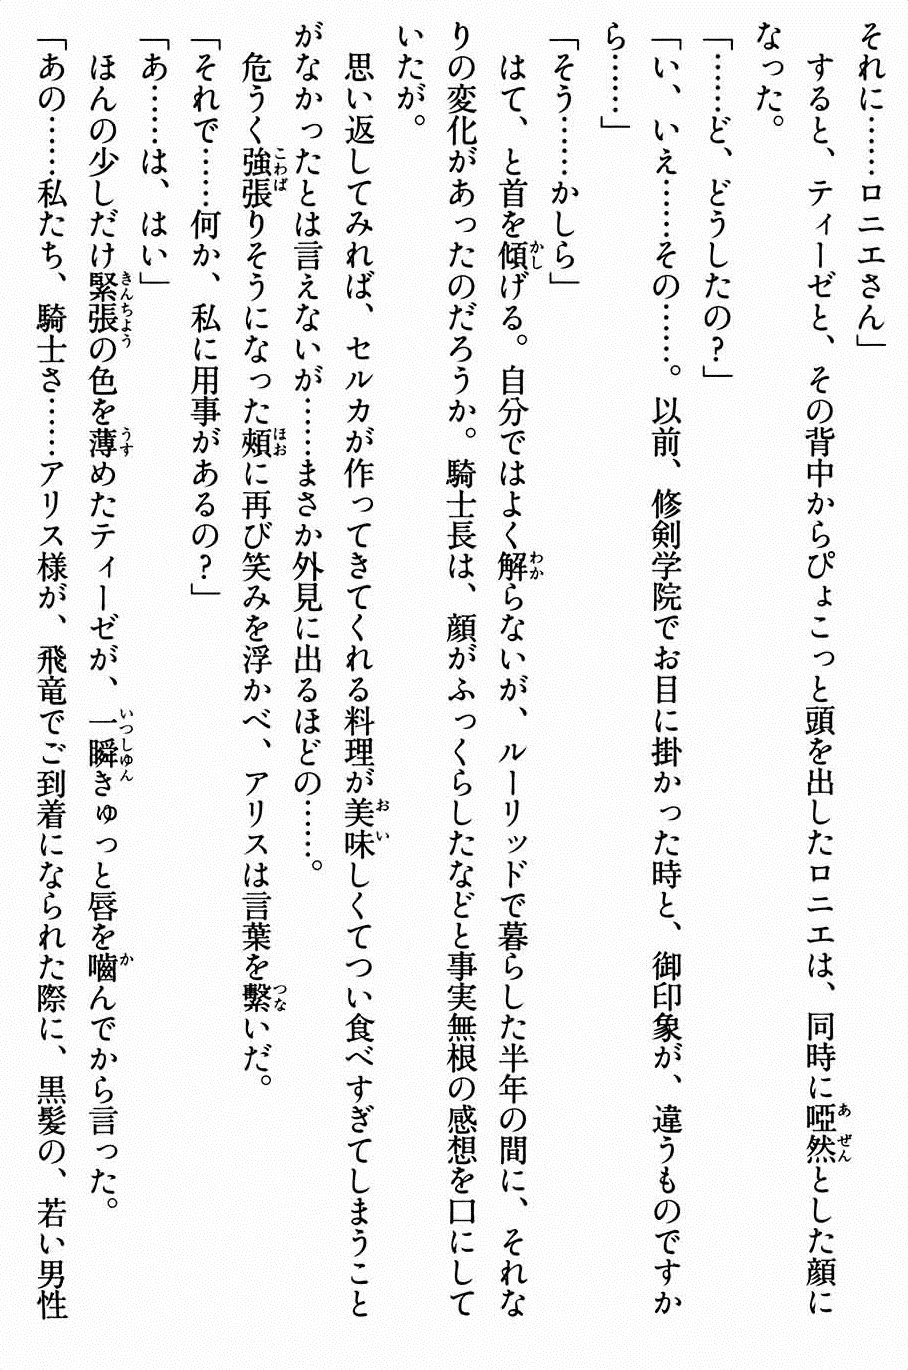 それに……ロニエさん」
　すると、ティーゼと、その背中からぴょこっと頭を出したロニエは、同時に啞然とした顔に
なった。
「……ど、どうしたの？」
「い、いえ……その……。以前、修剣学院でお目に掛かった時と、御印象が、違うものですか
ら……」
「そう……かしら」
　はて、と首を傾げる。自分ではよく解らないが、ルーリッドで暮らした半年の間に、それな
りの変化があったのだろうか。騎士長は、顔がふっくらしたなどと事実無根の感想を口にして
いたが。
　思い返してみれば、セルカが作ってきてくれる料理が美味しくてつい食べすぎてしまうこと
がなかったとは言えないが……まさか外見に出るほどの……。
　危うく強張りそうになった頰に再び笑みを浮かべ、アリスは言葉を繫いだ。
「それで……何か、私に用事があるの？」
「あ……は、はい」
　ほんの少しだけ緊張の色を薄めたティーゼが、一瞬きゅっと唇を嚙んでから言った。
「あの……私たち、騎士さ……アリス様が、飛竜でご到着になられた際に、黒髪の、若い男性